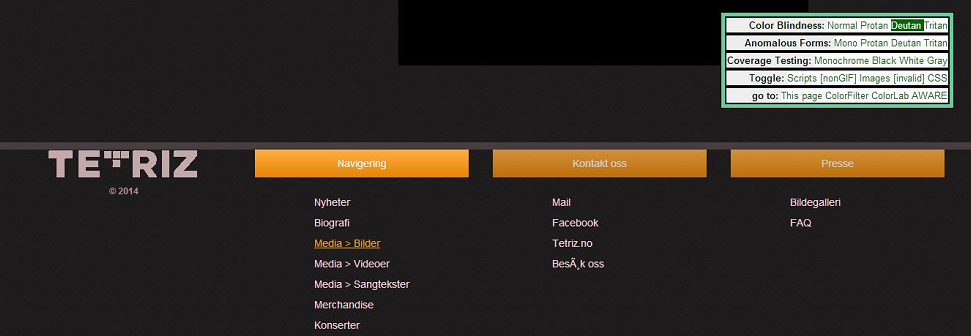 Color Blindness: Normal Protan Deutan Tritan
Anomalous Forms: Mono Protan Deutan Tritan
Coverage Testing: Monochrome Black White Gray
Toggle: Scripts [nonGIF] Images [invalid] CSS
go to: This page ColorFilter ColorLab AWARE
TETRIZ
© 2014
Navigering
Nyheter
Biografi
Media > Bilder
Media > Videoer
Media > Sangtekster
Merchandise
Konserter
Kontakt oss
Mail
Facebook
Tetriz.no
BesÃ¸k oss
Presse
Bildegalleri
FAQ